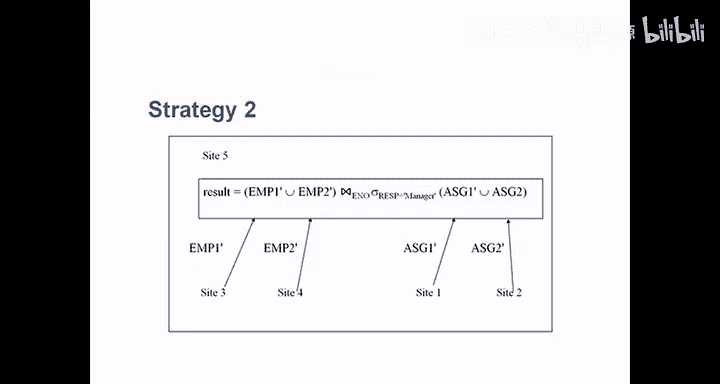 bilibili
Strategy 2
Site 5
result = (EMP1' ∪ EMP2') ⋈ENO σRESP='Manager' (ASG1' ∪ ASG2)
EMP1' EMP2' ASG1' ASG2'
Site 3 Site 4 Site 1 Site 2